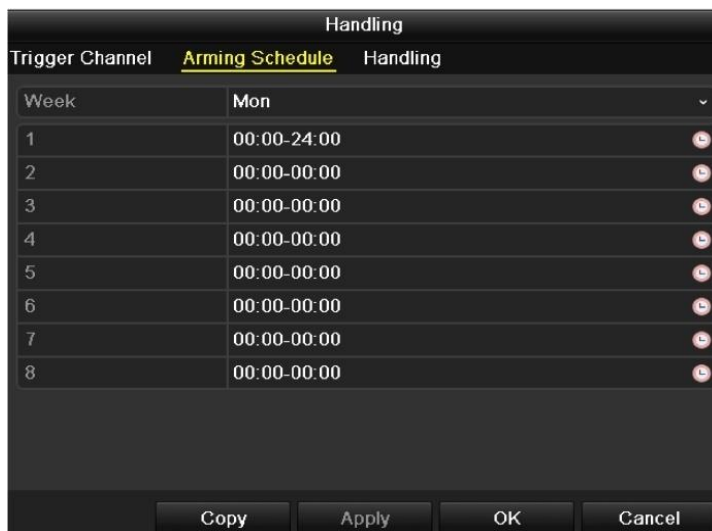 Handling
Trigger Channel Arming Schedule Handling
Week Mon
1 00:00-24:00
2 00:00-00:00
3 00:00-00:00
4 00:00-00:00
5 00:00-00:00
6 00:00-00:00
7 00:00-00:00
8 00:00-00:00
Copy Apply OK Cancel